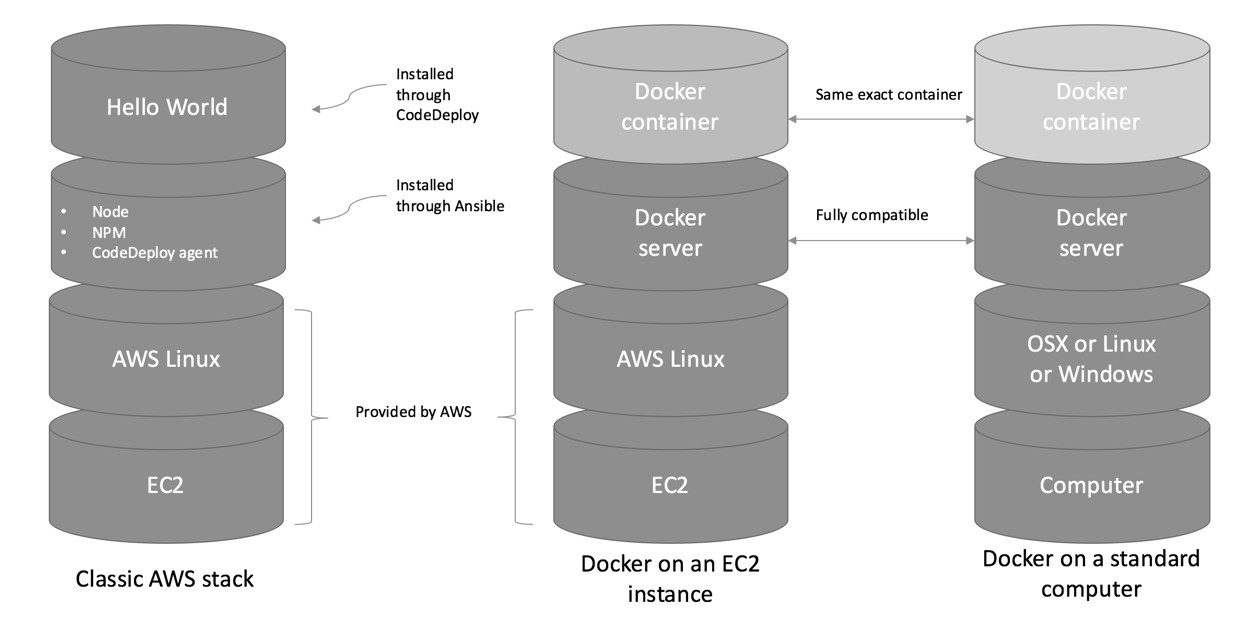 Hello World
Installed
through
CodeDeploy
• Node
• NPM
• CodeDeploy agent
Installed
through Ansible
AWS Linux
EC2
Provided by AWS
Classic AWS stack
Docker
container
Docker
server
AWS Linux
EC2
Docker on an EC2
instance
Same exact container
Fully compatible
Docker
container
Docker
server
OSX or Linux
or Windows
Computer
Docker on a standard
computer